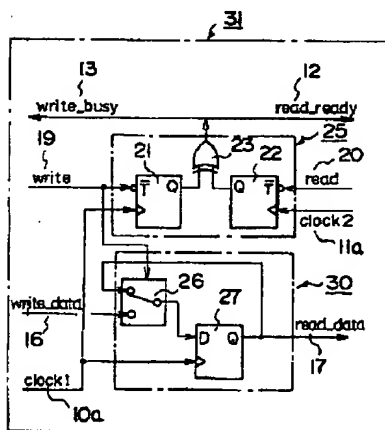 31
13
12
write_busy
read_ready
23
25
19
21
22
20
write
T Q
Q T
read
clock2
11a
30
26
27
write_data
D Q
read_data
16
17
clock1
10a